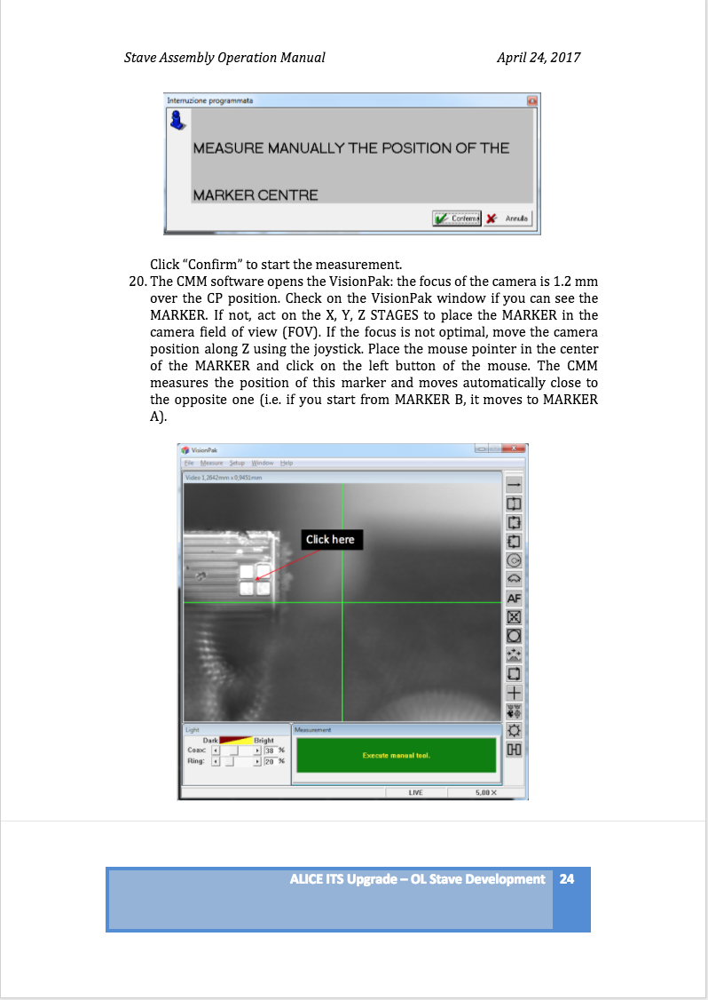 Stave Assembly Operation Manual April 24, 2017
Interruzione programmata
MEASURE MANUALLY THE POSITION OF THE
MARKER CENTRE
Conferma Annulla
Click “Confirm” to start the measurement.
20. The CMM software opens the VisionPak: the focus of the camera is 1.2 mm
over the CP position. Check on the VisionPak window if you can see the
MARKER. If not, act on the X, Y, Z STAGES to place the MARKER in the
camera field of view (FOV). If the focus is not optimal, move the camera
position along Z using the joystick. Place the mouse pointer in the center
of the MARKER and click on the left button of the mouse. The CMM
measures the position of this marker and moves automatically close to
the opposite one (i.e. if you start from MARKER B, it moves to MARKER
A).
VisionPak
File Measure Setup Window Help
Video 1,2642mm x 0,9451mm
Click here
AF
Light
Dark Bright
Coax: 38 %
Ring: 20 %
Measurement
Execute manual tool.
LIVE 5.00 X
ALICE ITS Upgrade – OL Stave Development 24